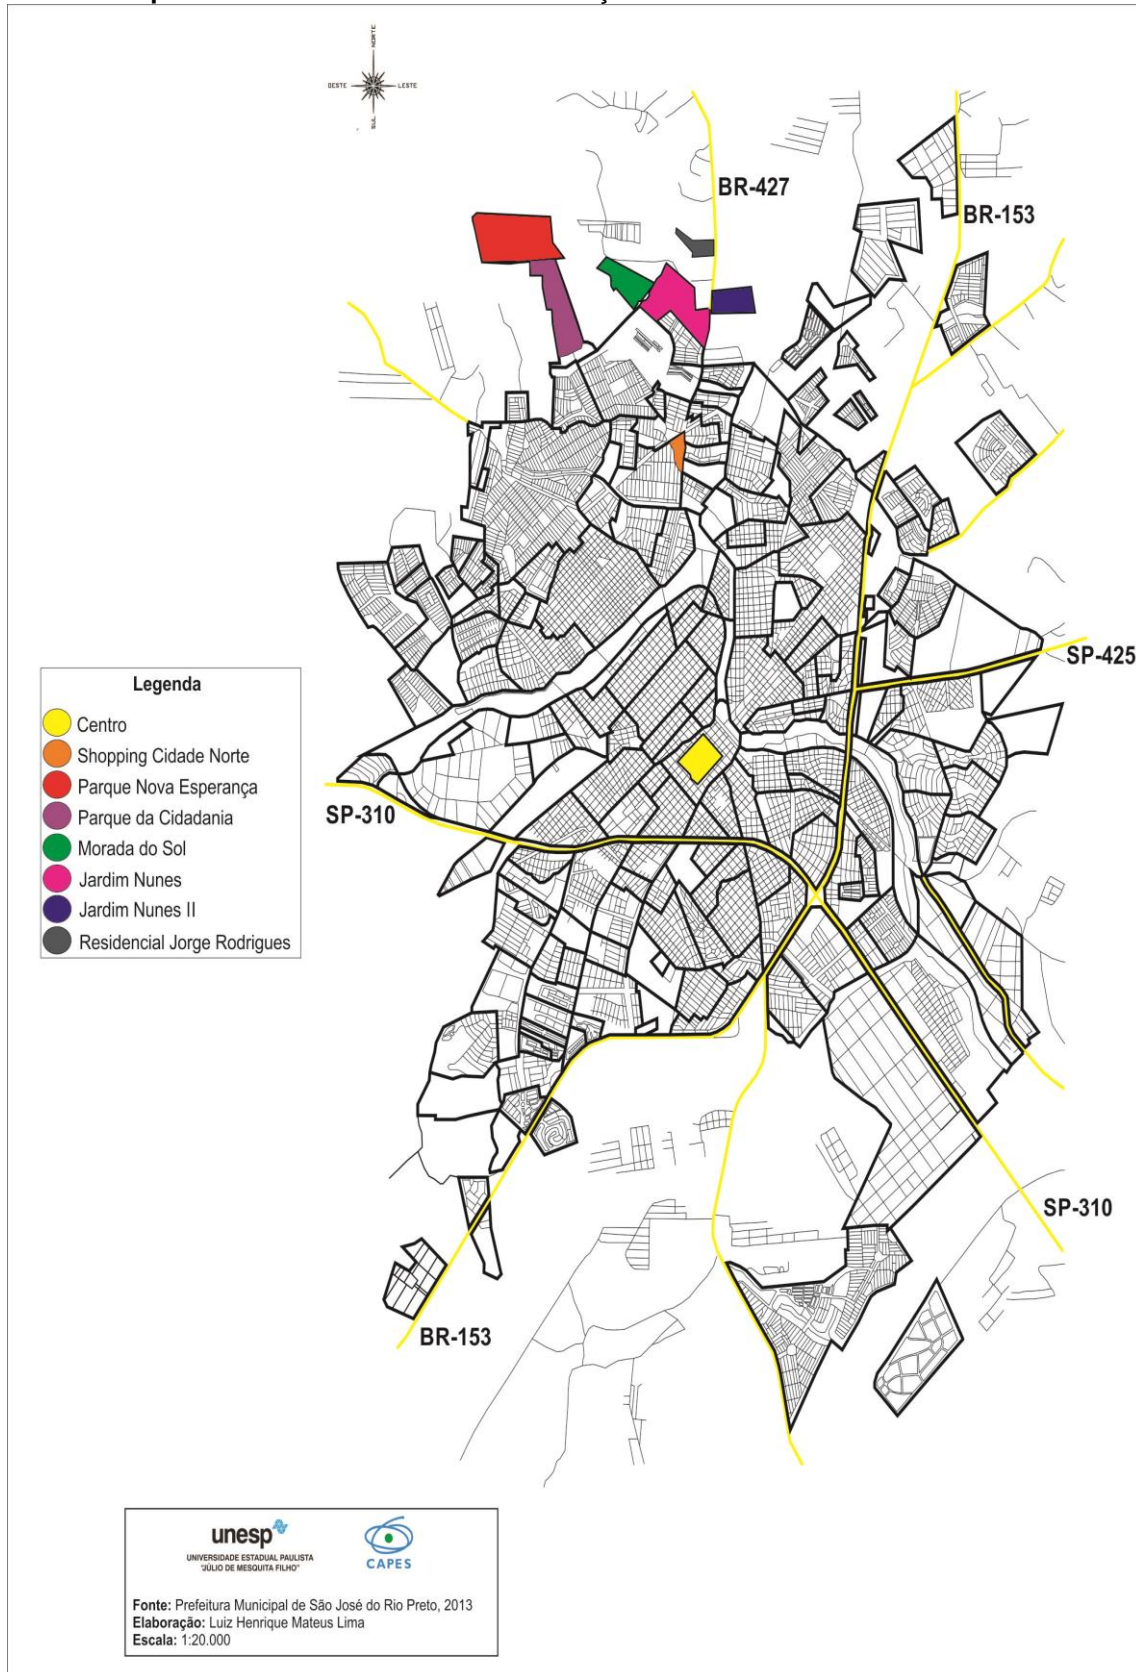 NORTE
OESTE
LESTE
SUL
BR-427
BR-153
SP-425
Legenda
Centro
Shopping Cidade Norte
Parque Nova Esperança
Parque da Cidadania
Morada do Sol
Jardim Nunes
Jardim Nunes II
Residencial Jorge Rodrigues
SP-310
SP-310
BR-153
unesp
UNIVERSIDADE ESTADUAL PAULISTA
"JÚLIO DE MESQUITA FILHO"
CAPES
Fonte: Prefeitura Municipal de São José do Rio Preto, 2013
Elaboração: Luiz Henrique Mateus Lima
Escala: 1:20.000